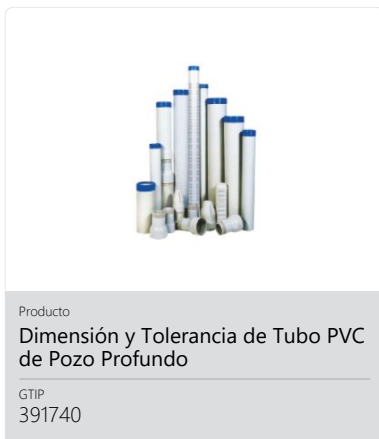 Producto
Dimensión y Tolerancia de Tubo PVC
de Pozo Profundo
GTIP
391740